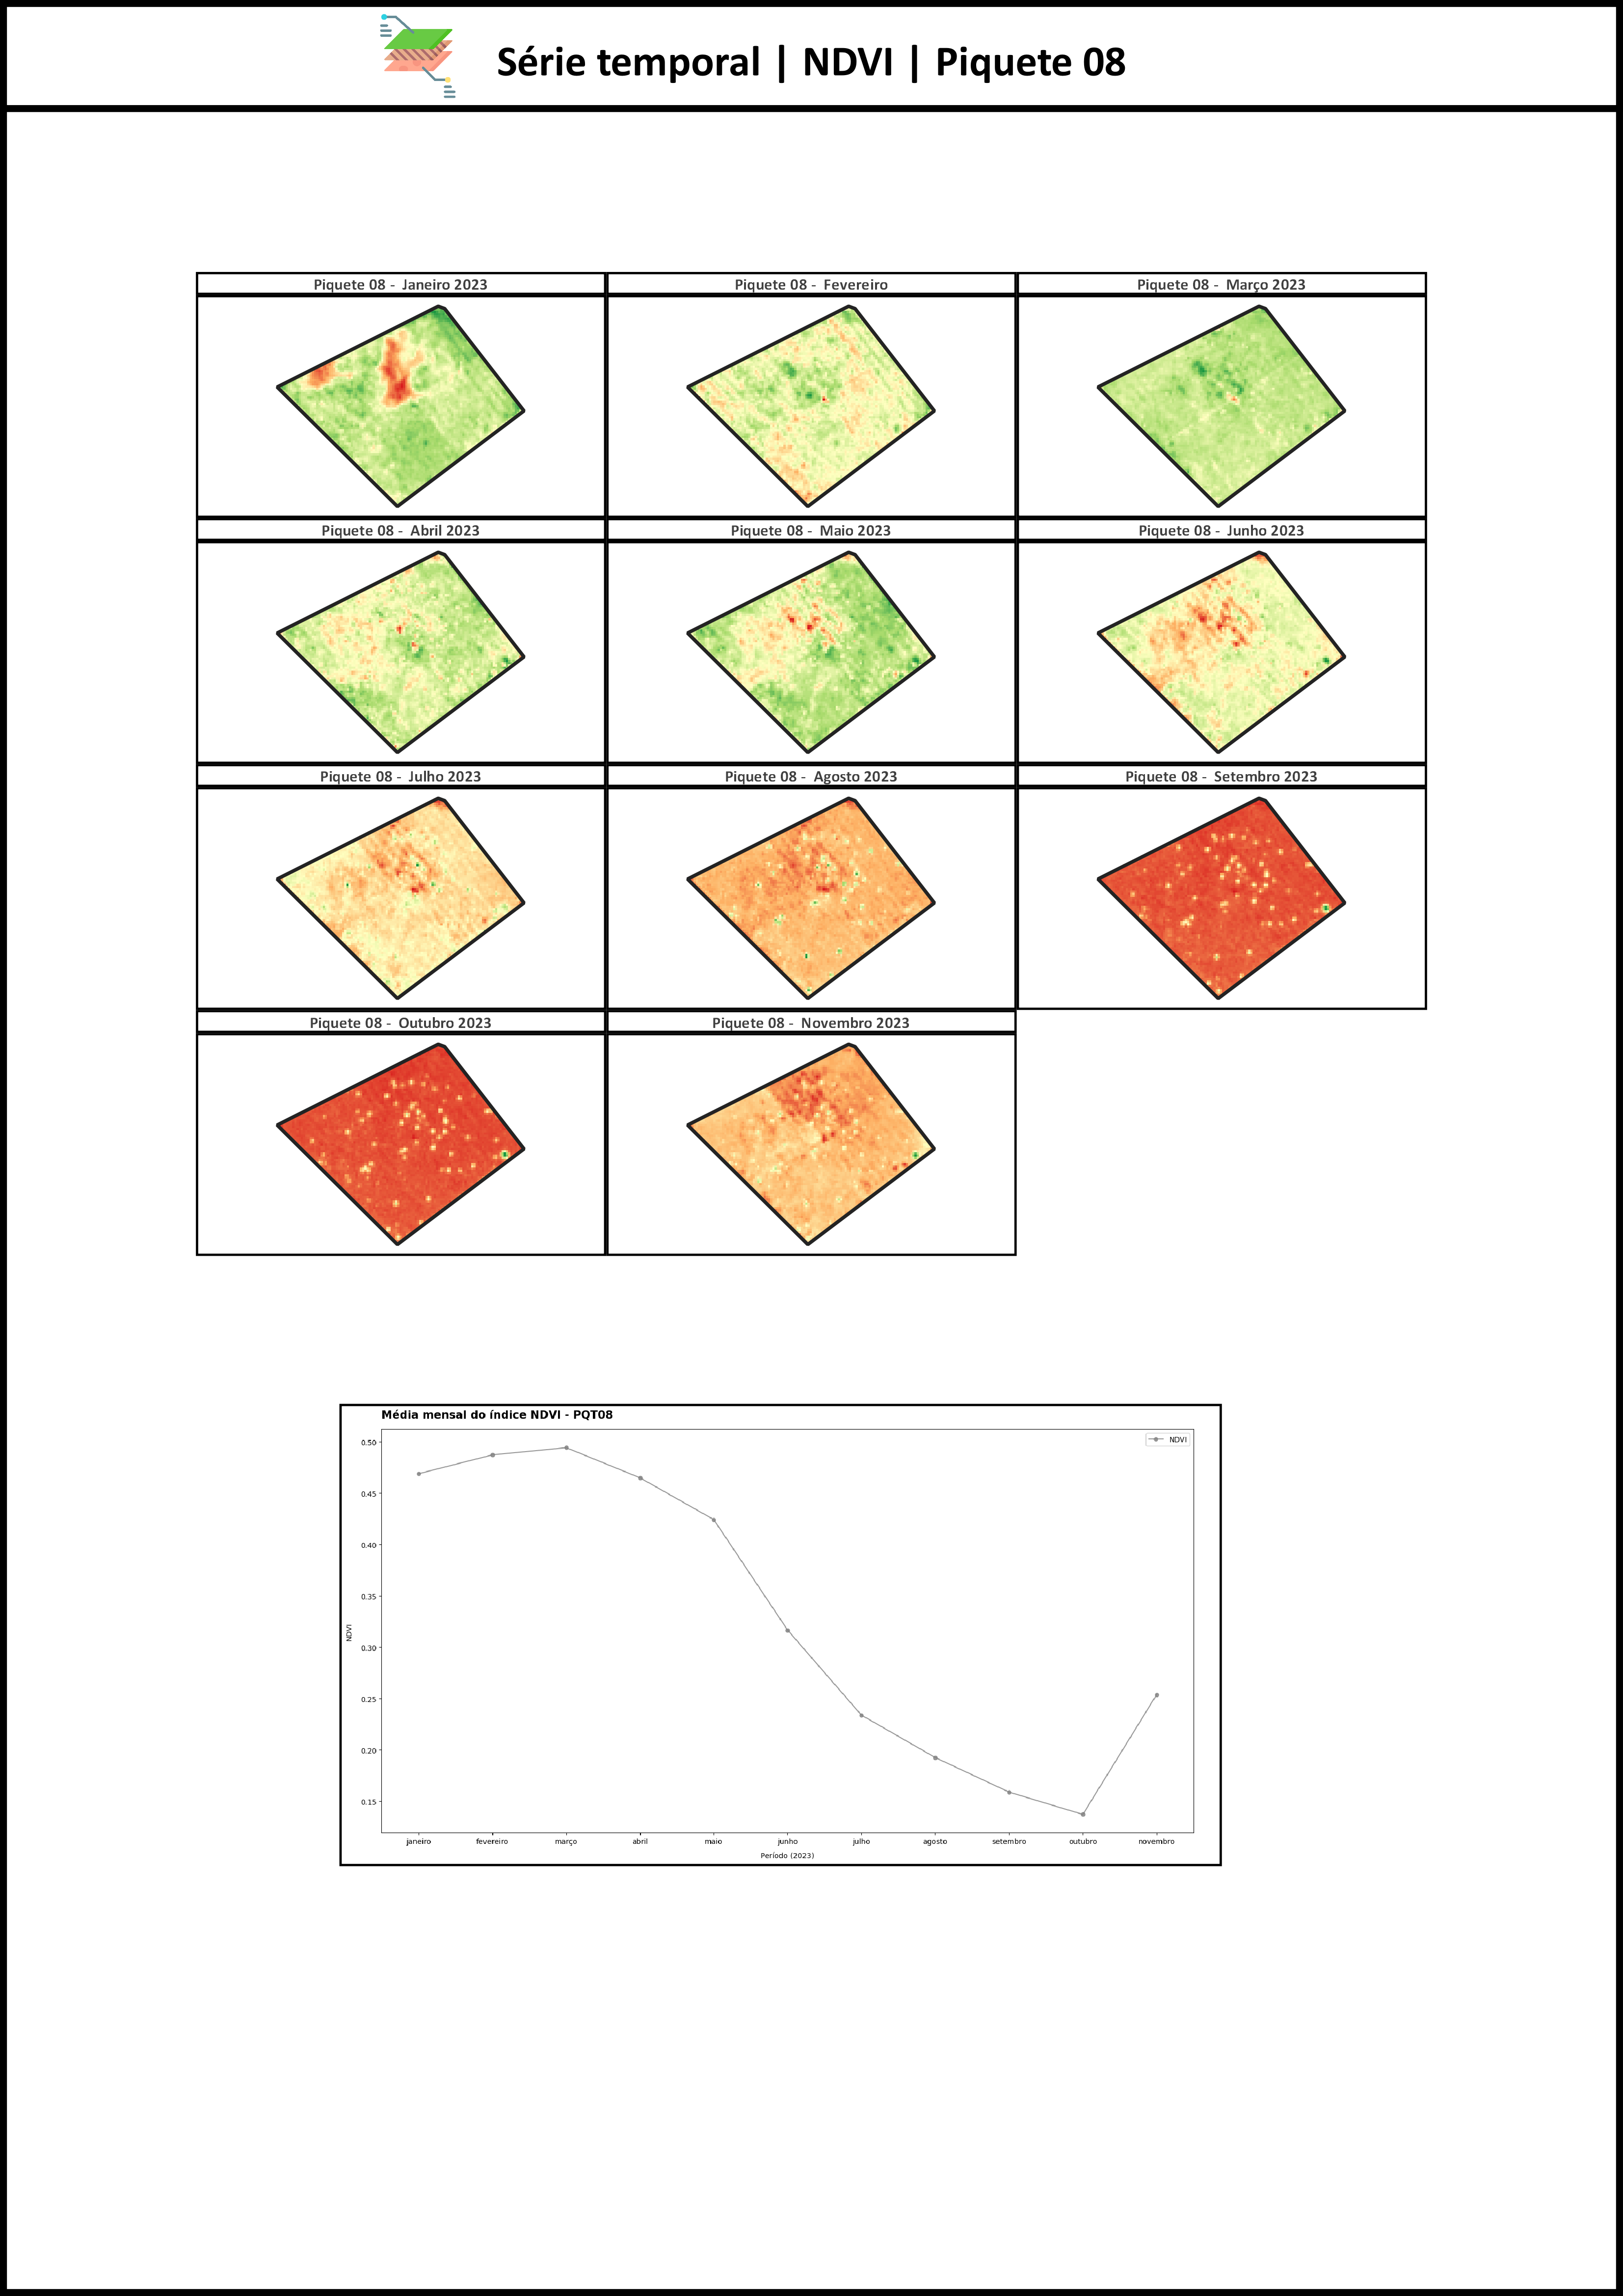 Série temporal | NDVI | Piquete 08
Piquete 08 - Janeiro 2023
Piquete 08 - Fevereiro
Piquete 08 - Março 2023
Piquete 08 - Abril 2023
Piquete 08 - Maio 2023
Piquete 08 - Junho 2023
Piquete 08 - Julho 2023
Piquete 08 - Agosto 2023
Piquete 08 - Setembro 2023
Piquete 08 - Outubro 2023
Piquete 08 - Novembro 2023
Média mensal do índice NDVI - PQT08
NDVI
0.50
0.45
0.40
0.35
0.30
0.25
0.20
0.15
NDVI
janeiro fevereiro março abril maio junho julho agosto setembro outubro novembro
Período (2023)